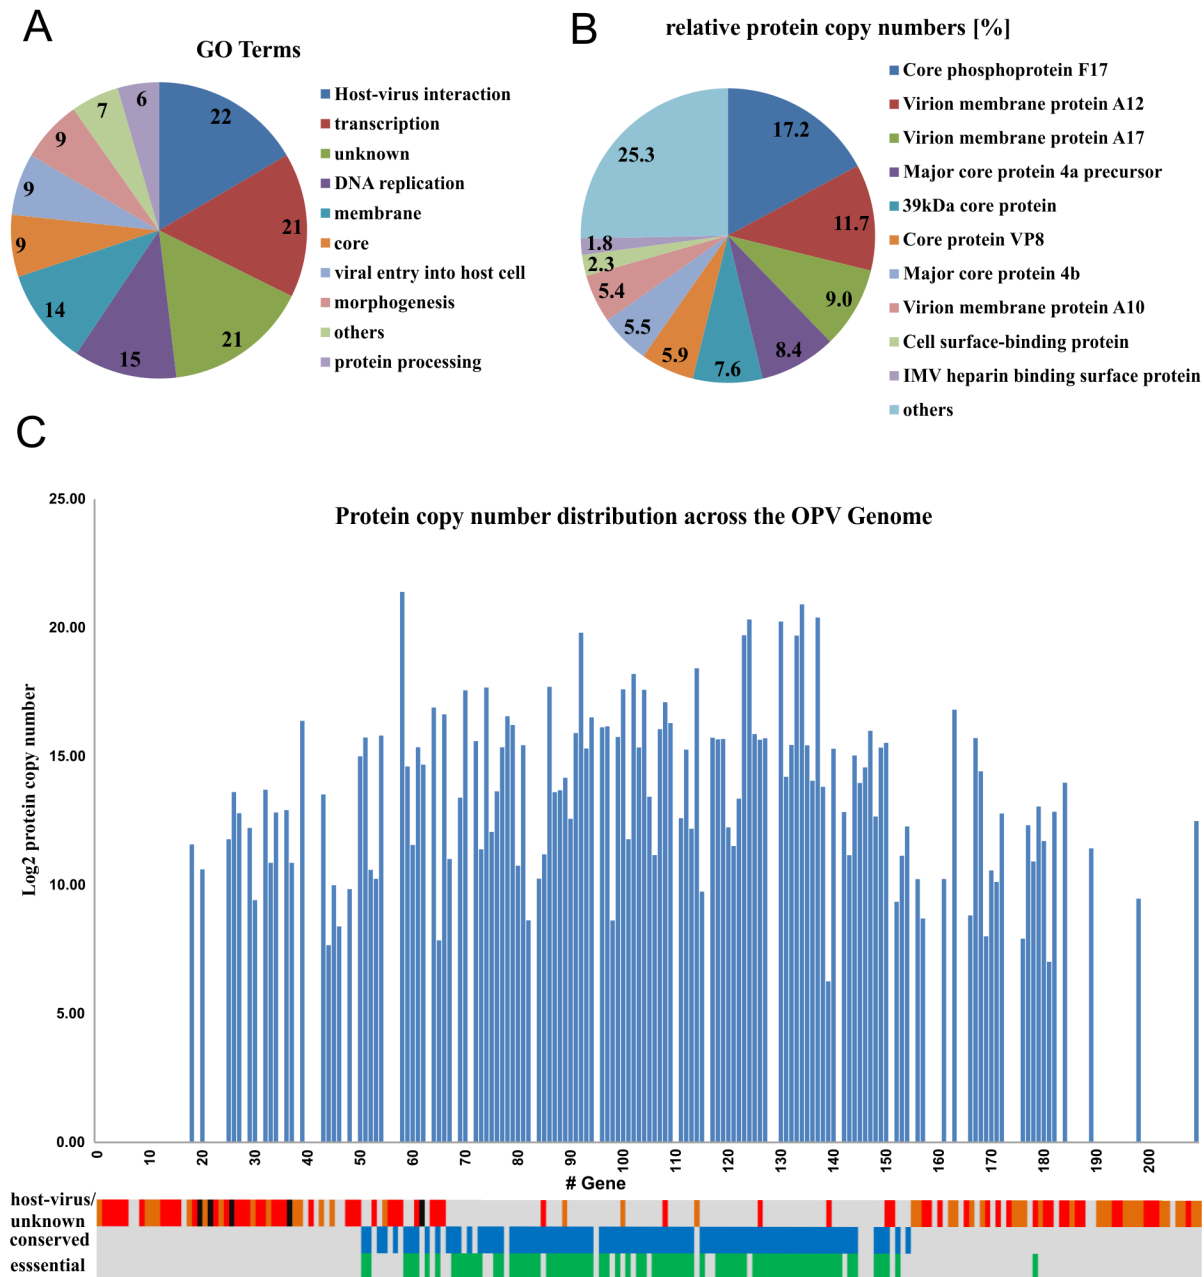 A
GO Terms
22
21
21
15
14
9
9
9
7
6
Host-virus interaction
transcription
unknown
DNA replication
membrane
core
viral entry into host cell
morphogenesis
others
protein processing
B
relative protein copy numbers [%]
17.2
11.7
9.0
8.4
7.6
5.9
5.5
5.4
2.3
1.8
25.3
Core phosphoprotein F17
Virion membrane protein A12
Virion membrane protein A17
Major core protein 4a precursor
39kDa core protein
Core protein VP8
Major core protein 4b
Virion membrane protein A10
Cell surface-binding protein
IMV heparin binding surface protein
others
C
Protein copy number distribution across the OPV Genome
Log2 protein copy number
25.00
20.00
15.00
10.00
5.00
0.00
0 10 20 30 40 50 60 70 80 90 100 110 120 130 140 150 160 170 180 190 200
# Gene
host-virus/
unknown
conserved
esssential